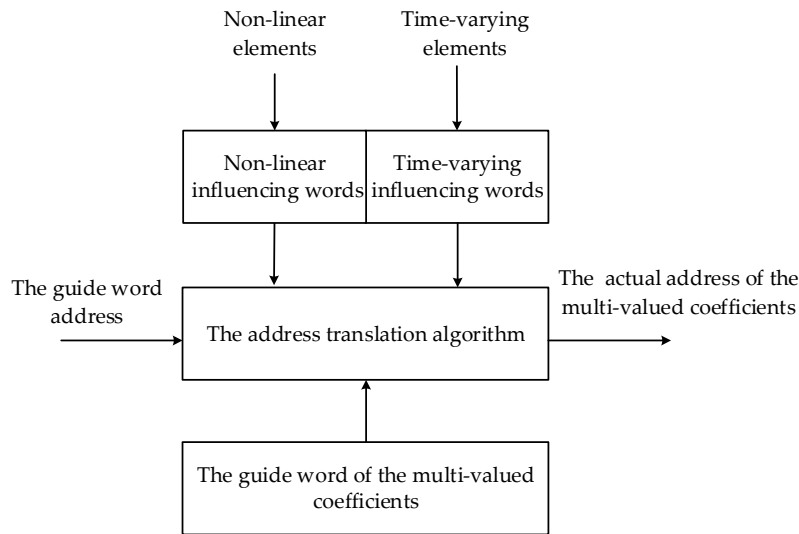 Non-linear
elements
Time-varying
elements
Non-linear
influencing words
Time-varying
influencing words
The guide word
address
The address translation algorithm
The actual address of the
multi-valued coefficients
The guide word of the multi-valued
coefficients